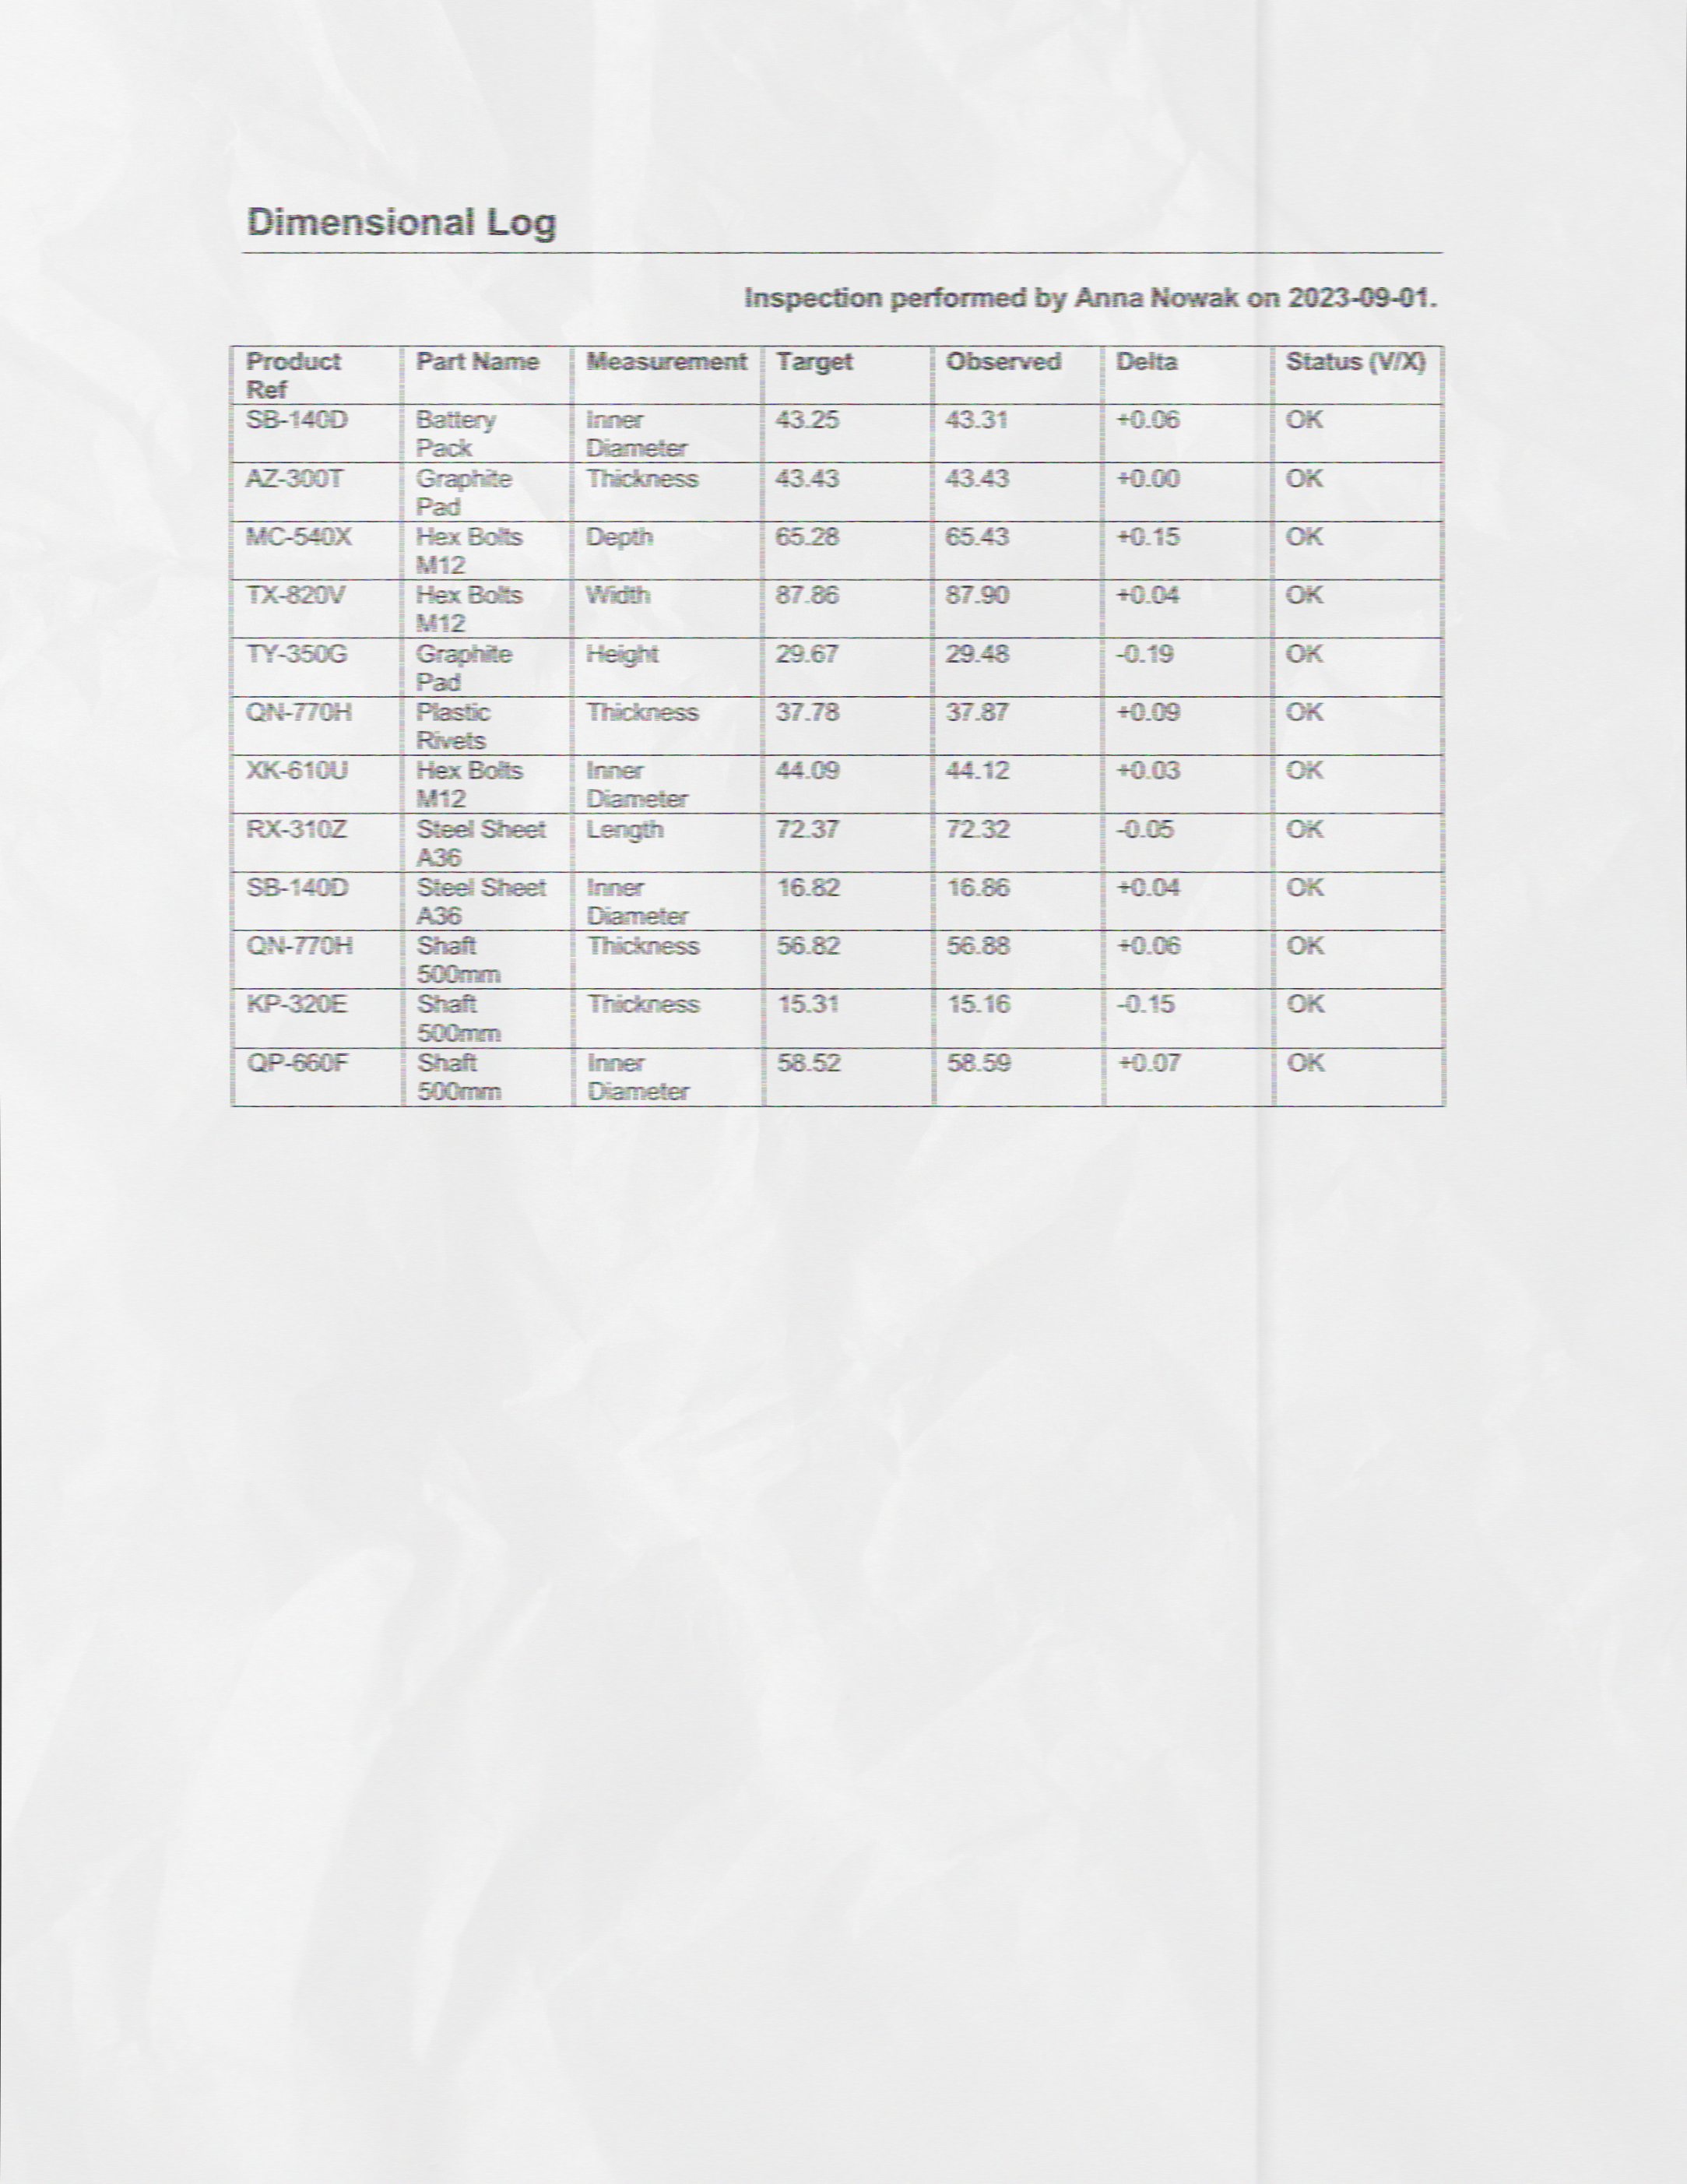 Dimensional Log
Inspection performed by Anna Nowak on 2023-09-01.
Product Ref Part Name Measurement Target Observed Delta Status (V/X)
SB-140D Battery Pack Inner Diameter 43.25 43.31 +0.06 OK
AZ-300T Graphite Pad Thickness 43.43 43.43 +0.00 OK
MC-540X Hex Bolts M12 Depth 65.28 65.43 +0.15 OK
TX-820V Hex Bolts M12 Width 87.86 87.90 +0.04 OK
TY-350G Graphite Pad Height 29.67 29.48 -0.19 OK
QN-770H Plastic Rivets Thickness 37.78 37.87 +0.09 OK
XK-610U Hex Bolts M12 Inner Diameter 44.09 44.12 +0.03 OK
RX-310Z Steel Sheet A36 Length 72.37 72.32 -0.05 OK
SB-140D Steel Sheet A36 Inner Diameter 16.82 16.86 +0.04 OK
QN-770H Shaft 500mm Thickness 56.82 56.88 +0.06 OK
KP-320E Shaft 500mm Thickness 15.31 15.16 -0.15 OK
QP-660F Shaft 500mm Inner Diameter 58.52 58.59 +0.07 OK